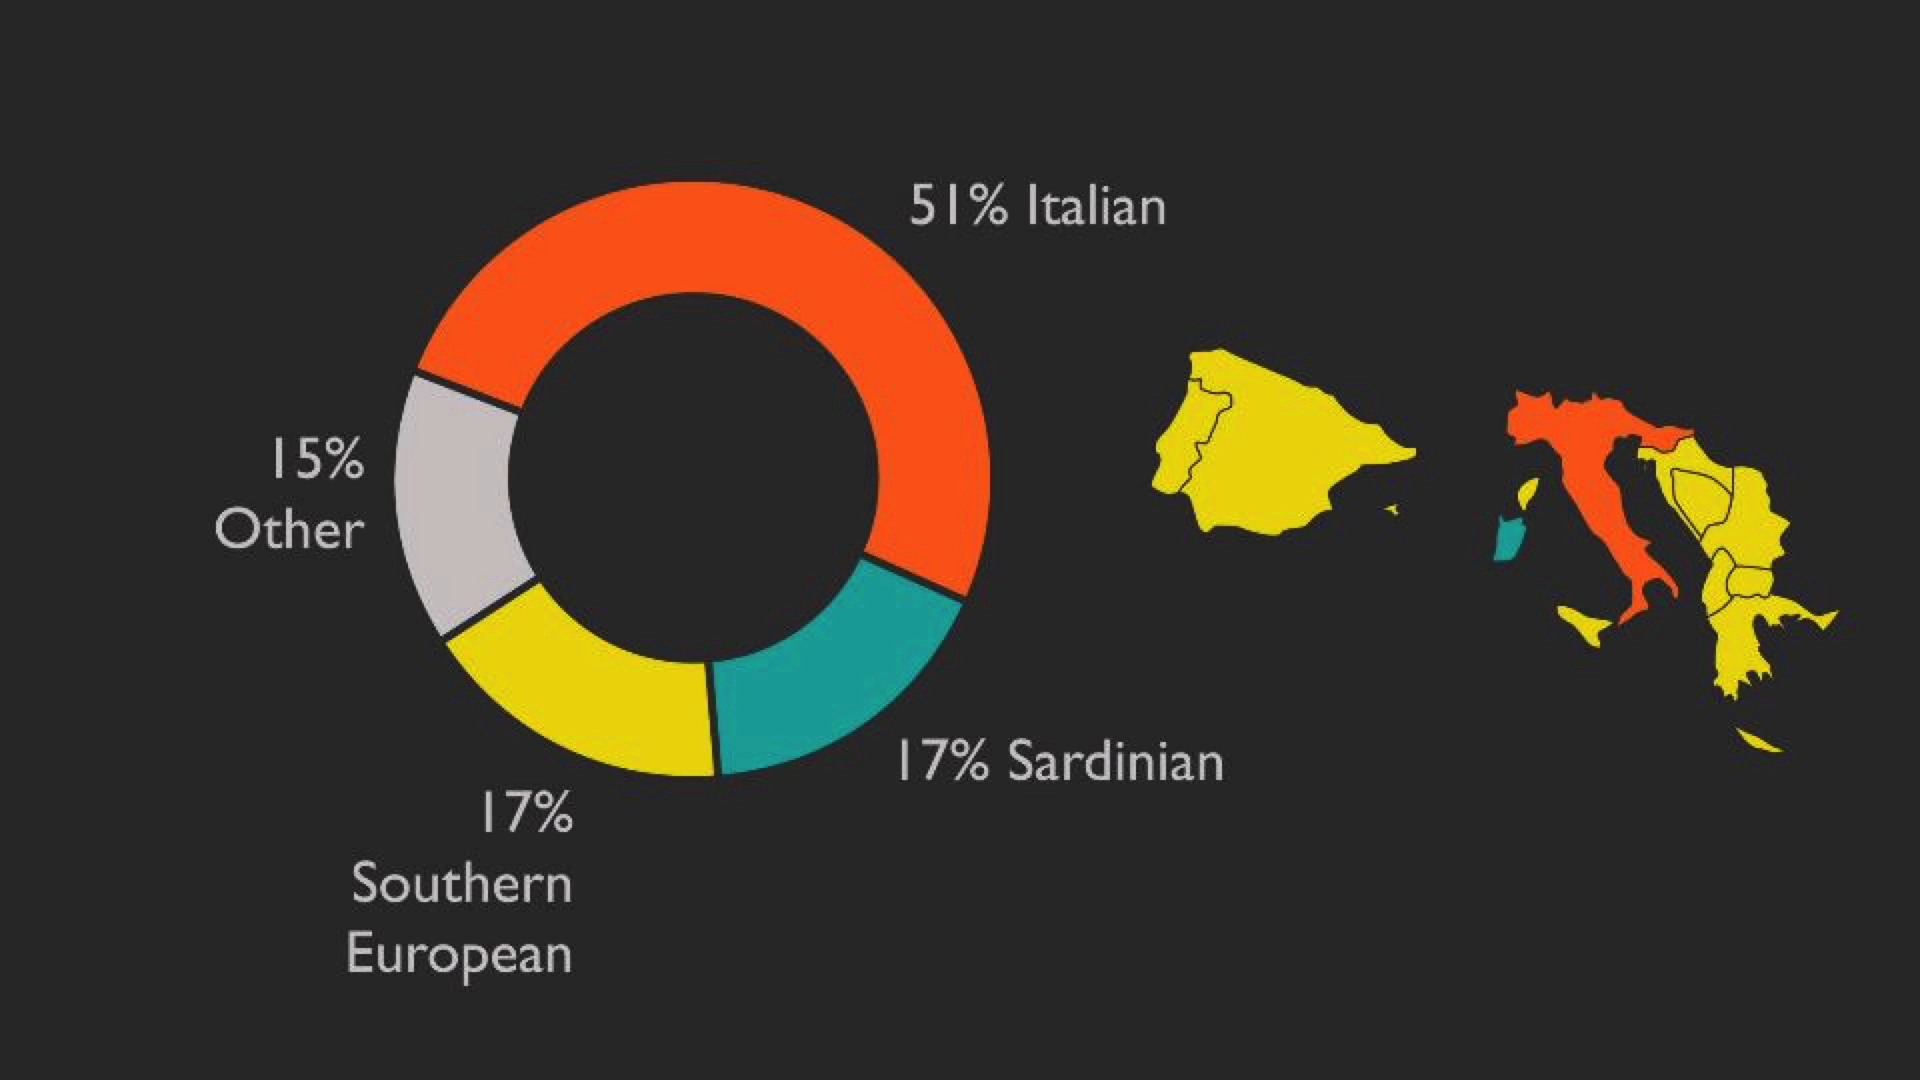 51% Italian
15%
Other
17% Sardinian
17%
Southern
European